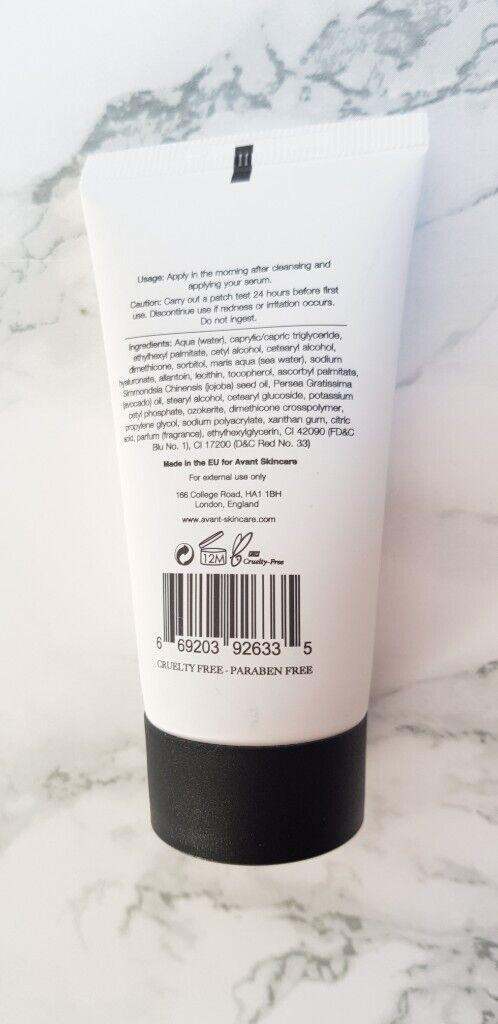 Usage: Apply in the morning after cleansing and
applying your serum.
Caution: Carry out a patch test 24 hours before first
use. Discontinue use if redness or irritation occurs.
Do not ingest.
Ingredients: Aqua (water), caprylic/capric triglyceride,
ethylhexyl palmitate, cetyl alcohol, cetearyl alcohol,
dimethicone, sorbitol, maris aqua (sea water), sodium
hyaluronate, allantoin, lecithin, tocopherol, ascorbyl palmitate,
Simmondsia Chinensis (jojoba) seed oil, Persea Gratissima
(avocado) oil, stearyl alcohol, cetearyl glucoside, potassium
cetyl phosphate, ozokerite, dimethicone crosspolymer,
propylene glycol, sodium polyacrylate, xanthan gum, citric
acid, parfum (fragrance), ethylhexylglycerin, CI 42090 (FD&C
Blu No. 1), CI 17200 (D&C Red No. 33)
Made in the EU for Avant Skincare
For external use only
166 College Road, HA1 1BH
London, England
www.avant-skincare.com
12M
Cruelty-Free
6 69203 92633 5
CRUELTY FREE - PARABEN FREE